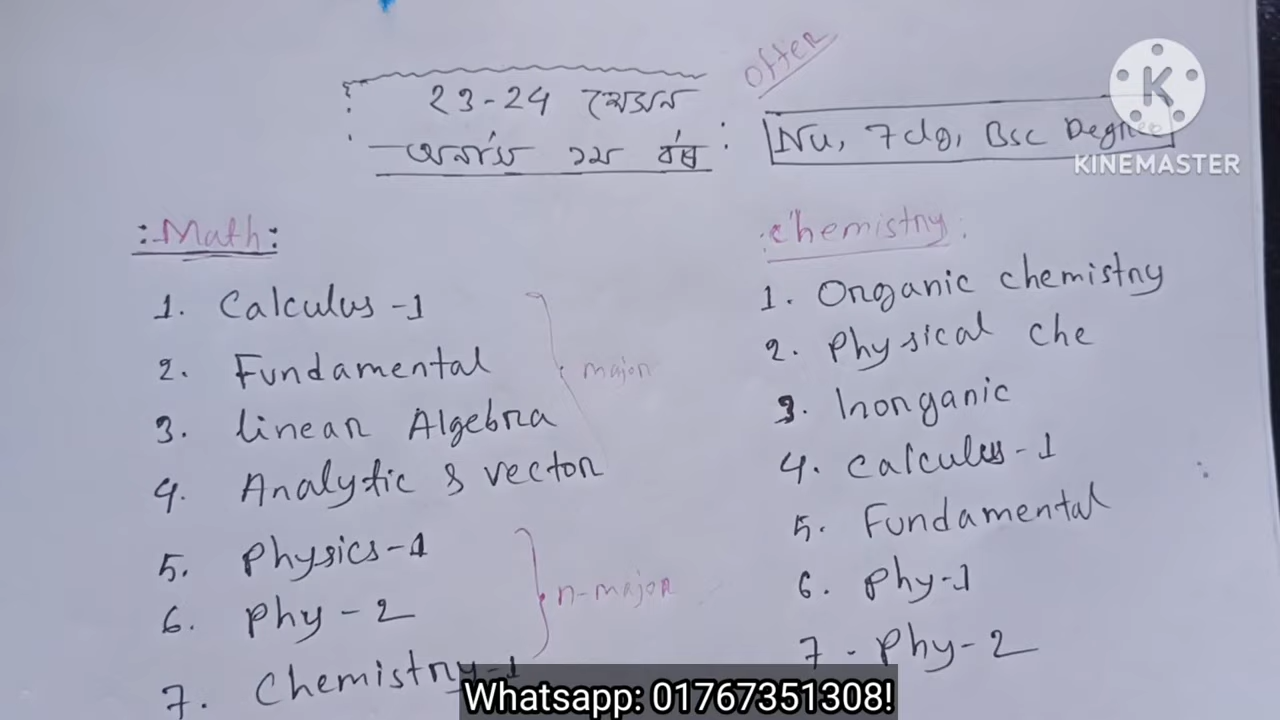 offer
23-24 সেশন
অনার্স ১ম বর্ষ :
NU, 7clg, Bsc Degree
K
KINEMASTER
:Math:
1. Calculus -1
2. Fundamental
3. linear Algebra
4. Analytic & vector
major
5. Physics-1
6. Phy - 2
7. Chemistry-1
n-major
:Chemistry:
1. Organic chemistry
2. Physical che
3. Inorganic
4. Calculus-1
5. Fundamental
6. Phy-1
7. Phy-2
Whatsapp: 01767351308!